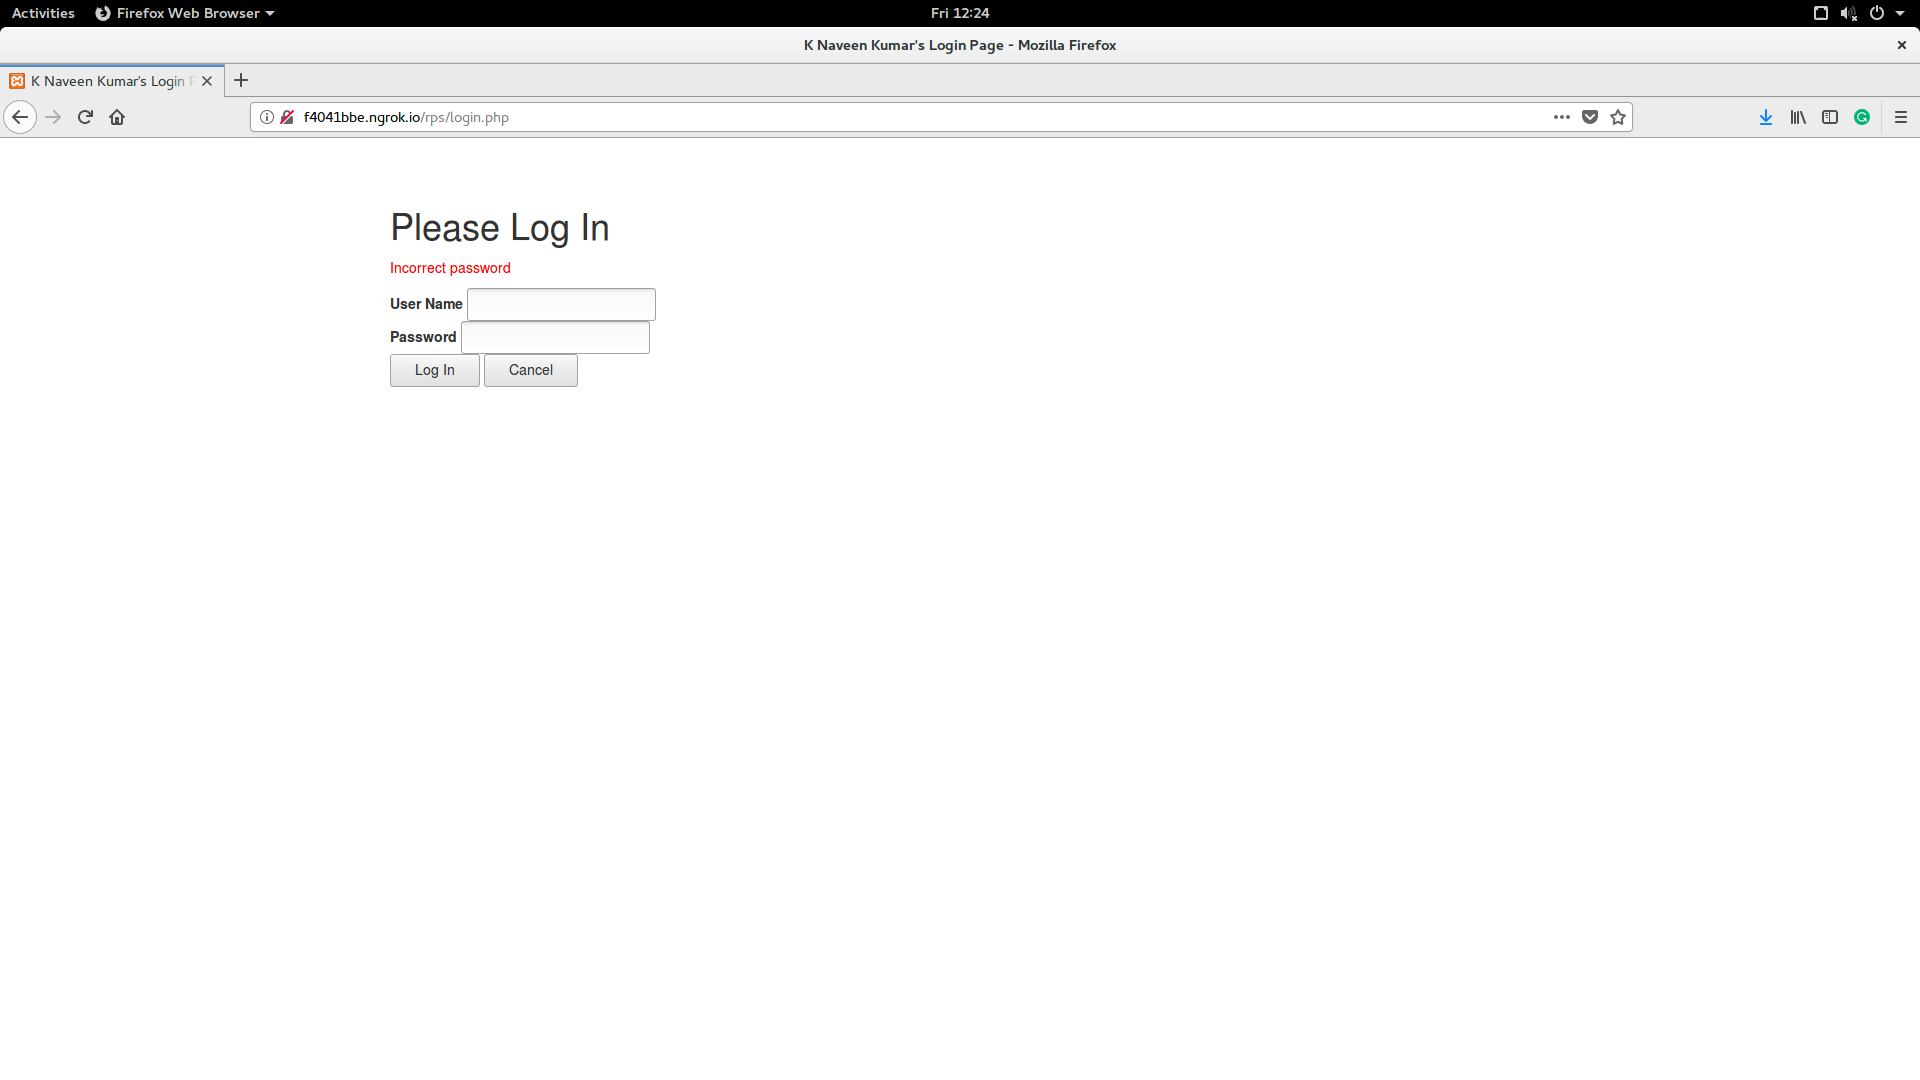 Activities Firefox Web Browser Fri 12:24
K Naveen Kumar's Login Page - Mozilla Firefox
K Naveen Kumar's Login P
f4041bbe.ngrok.io/rps/login.php
Please Log In
Incorrect password
User Name
Password
Log In Cancel